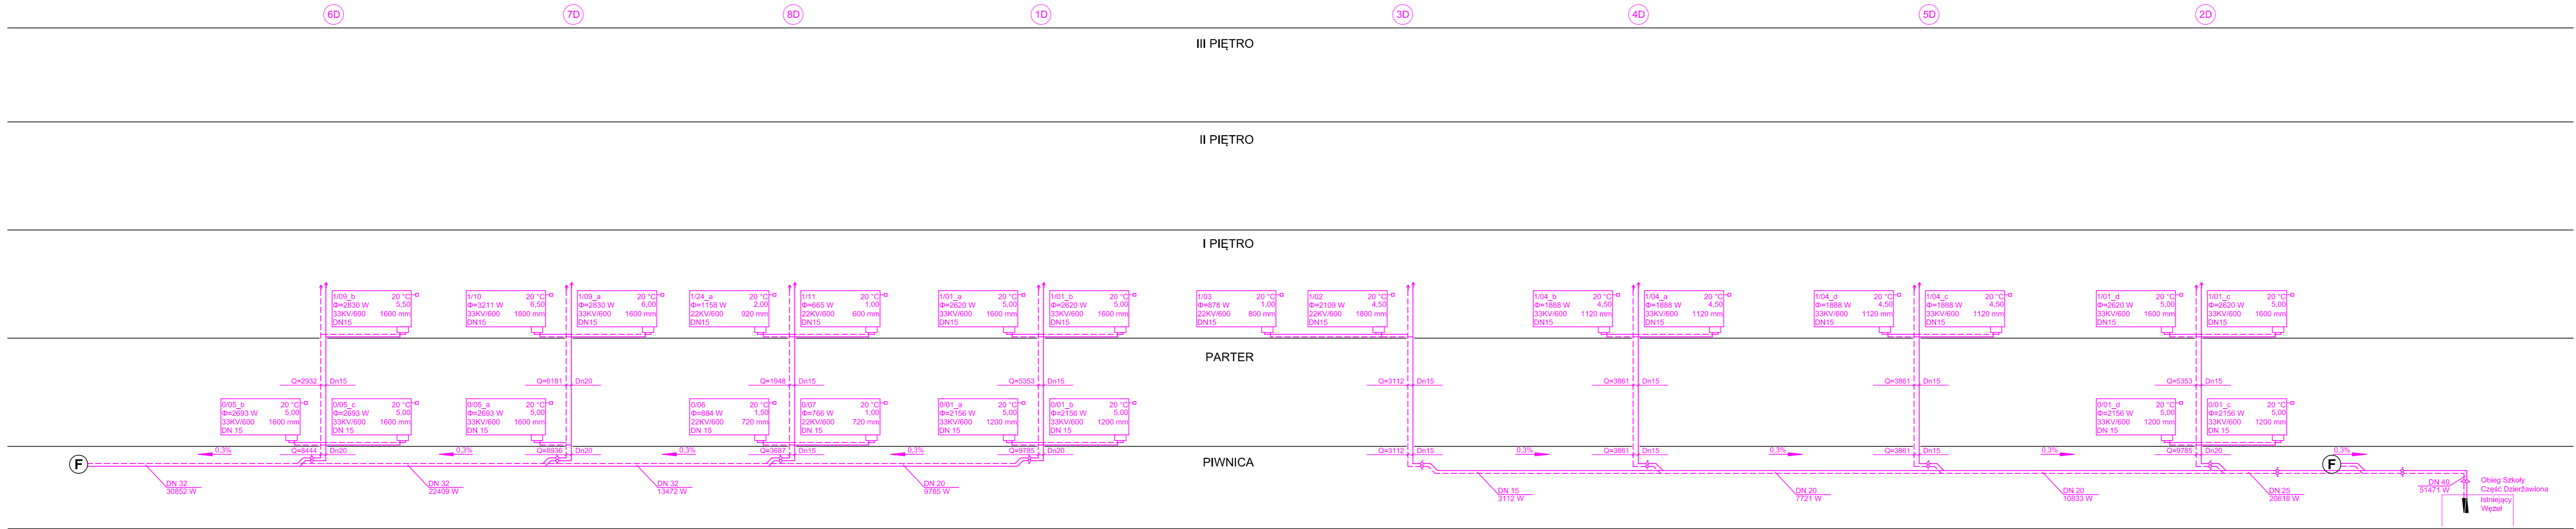 6D
7D
8D
1D
3D
4D
5D
2D
III PIĘTRO
II PIĘTRO
I PIĘTRO
1/09_b 20 °C
Φ=2830 W 5,50
33KV/600 1600 mm
DN15
1/10 20 °C
Φ=3211 W 6,50
33KV/600 1800 mm
DN15
1/09_a 20 °C
Φ=2830 W 6,00
33KV/600 1600 mm
DN15
1/24_a 20 °C
Φ=1158 W 2,00
22KV/600 920 mm
DN15
1/11 20 °C
Φ=665 W 1,00
22KV/600 600 mm
DN15
1/01_a 20 °C
Φ=2620 W 5,00
33KV/600 1600 mm
DN15
1/01_b 20 °C
Φ=2620 W 5,00
33KV/600 1600 mm
DN15
1/03 20 °C
Φ=878 W 1,00
22KV/600 800 mm
DN15
1/02 20 °C
Φ=2109 W 4,50
22KV/600 1800 mm
DN15
1/04_b 20 °C
Φ=1888 W 4,50
33KV/600 1120 mm
DN15
1/04_a 20 °C
Φ=1888 W 1,00
33KV/600 1120 mm
DN15
1/04_d 20 °C
Φ=1888 W 4,50
33KV/600 1120 mm
DN15
1/04_c 20 °C
Φ=1888 W 4,50
33KV/600 1120 mm
DN15
1/01_d 20 °C
Φ=2620 W 5,00
33KV/600 1600 mm
DN15
1/01_c 20 °C
Φ=2620 W 5,00
33KV/600 1600 mm
DN15
PARTER
Q=2932 Dn15
Q=6181 Dn20
Q=1948 Dn15
Q=5353 Dn15
Q=3112 Dn15
Q=3861 Dn15
Q=3861 Dn15
Q=5353 Dn15
0/05_b 20 °C
Φ=2693 W 5,00
33KV/600 1600 mm
DN 15
0/05_c 20 °C
Φ=2693 W 5,00
33KV/600 1600 mm
DN 15
0/05_a 20 °C
Φ=2693 W 5,00
33KV/600 1600 mm
DN 15
0/06 20 °C
Φ=884 W 1,50
22KV/600 720 mm
DN 15
0/07 20 °C
Φ=766 W 1,00
22KV/600 720 mm
DN 15
0/01_a 20 °C
Φ=2156 W 5,00
33KV/600 1200 mm
DN 15
0/01_b 20 °C
Φ=2156 W 5,00
33KV/600 1200 mm
DN 15
0/01_d 20 °C
Φ=2156 W 5,00
33KV/600 1200 mm
DN 15
0/01_c 20 °C
Φ=2156 W 5,00
33KV/600 1200 mm
DN 15
0,3%
Q=8444 Dn20
0,3%
Q=8936 Dn20
0,3%
Q=3687 Dn15
0,3%
Q=9785 Dn20
Q=3112 Dn15
0,3%
Q=3861 Dn15
0,3%
Q=3861 Dn15
0,3%
Q=9785 Dn20
0,3%
PIWNICA
F
F
DN 32
30852 W
DN 32
22409 W
DN 32
13472 W
DN 20
9785 W
DN 15
3112 W
DN 20
7721 W
DN 20
10833 W
DN 25
20618 W
DN 40
51471 W
Obieg Szkoły
Część Dzierżawiona
Istniejący
Węzeł